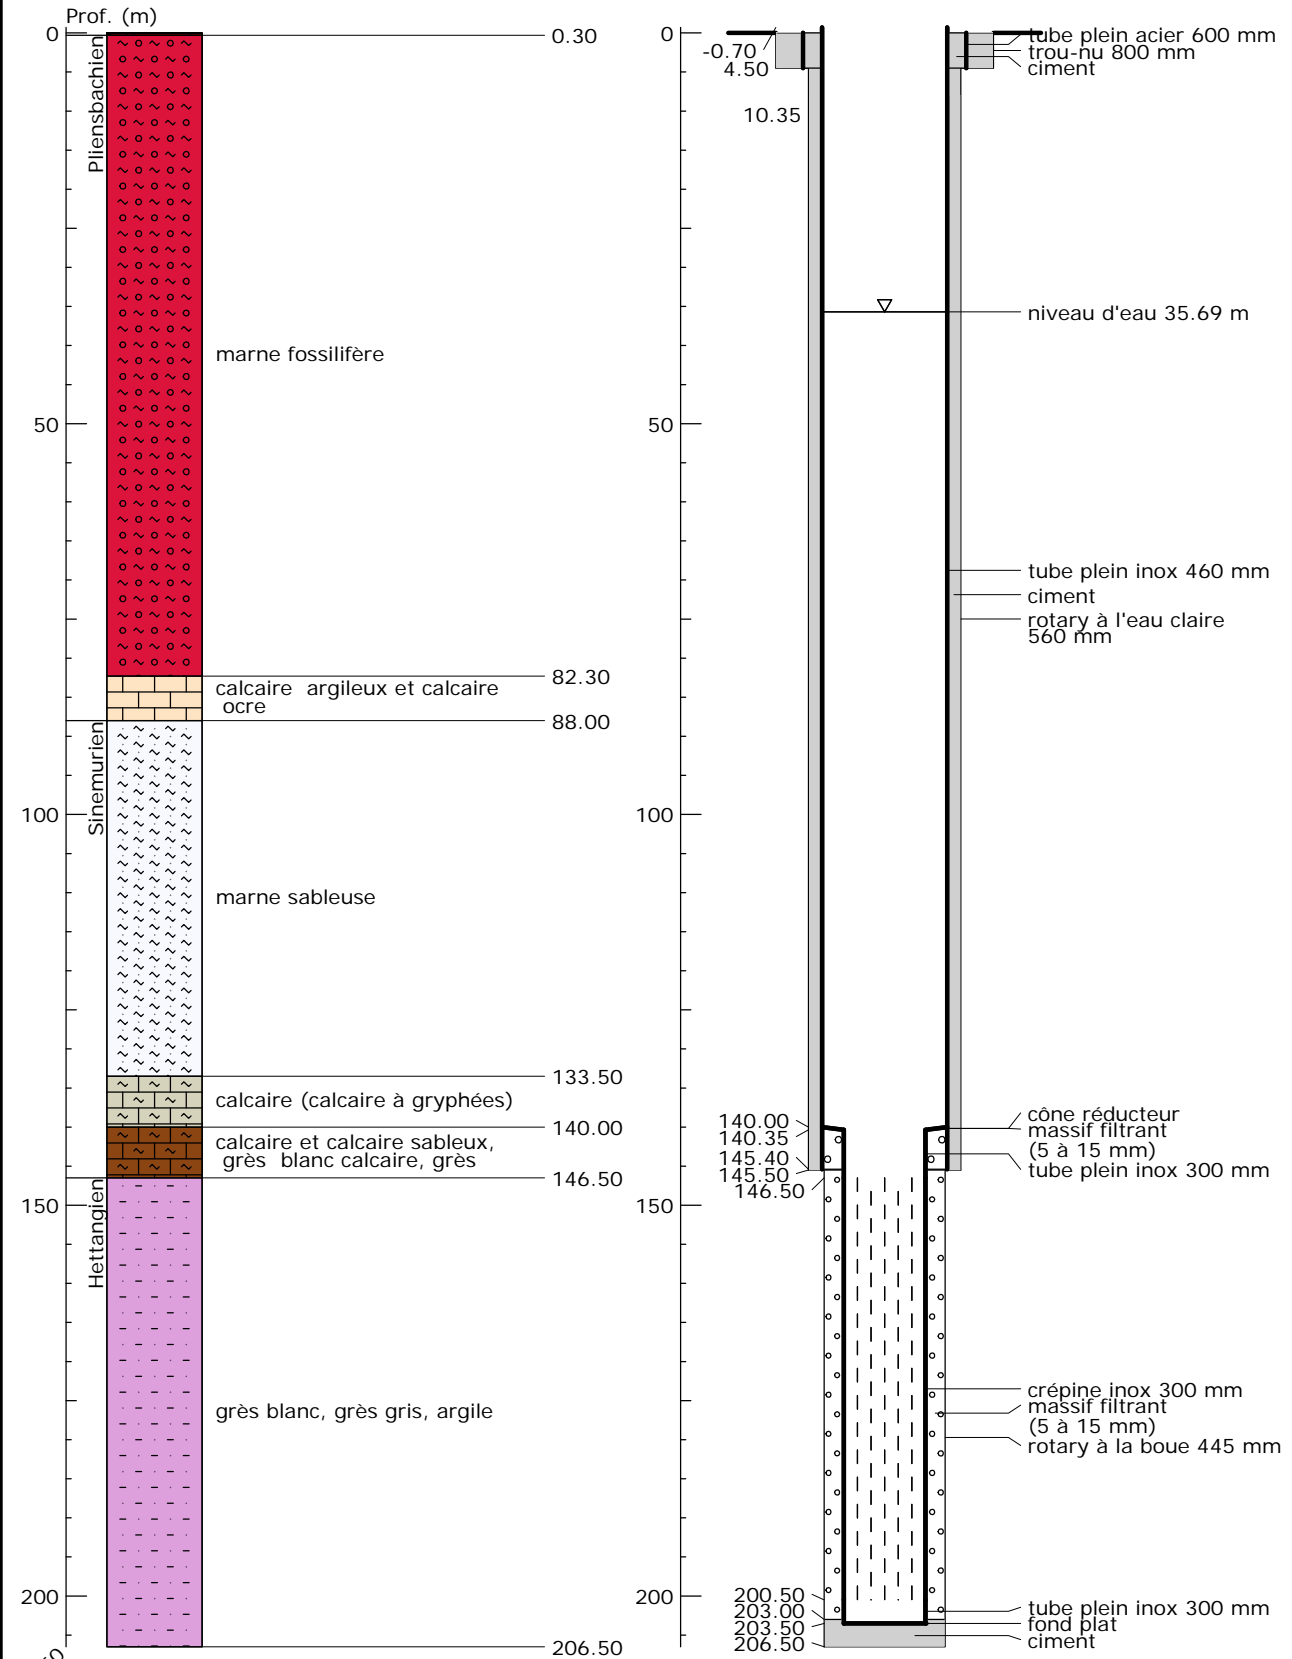 Prof. (m)
0
50
100
150
200
Pliensbachien
Sinemurien
Hettangien
0.30
marne fossilifère
82.30
calcaire  argileux et calcaire
ocre
88.00
marne sableuse
133.50
calcaire (calcaire à gryphées)
140.00
calcaire et calcaire sableux,
grès  blanc calcaire, grès
146.50
grès blanc, grès gris, argile
206.50
0
50
100
150
200
-0.70
4.50
10.35
140.00
140.35
145.40
145.50
146.50
200.50
203.00
203.50
206.50
tube plein acier 600 mm
trou-nu 800 mm
ciment
niveau d'eau 35.69 m
tube plein inox 460 mm
ciment
rotary à l'eau claire
560 mm
cône réducteur
massif filtrant
(5 à 15 mm)
tube plein inox 300 mm
crépine inox 300 mm
massif filtrant
(5 à 15 mm)
rotary à la boue 445 mm
tube plein inox 300 mm
fond plat
ciment